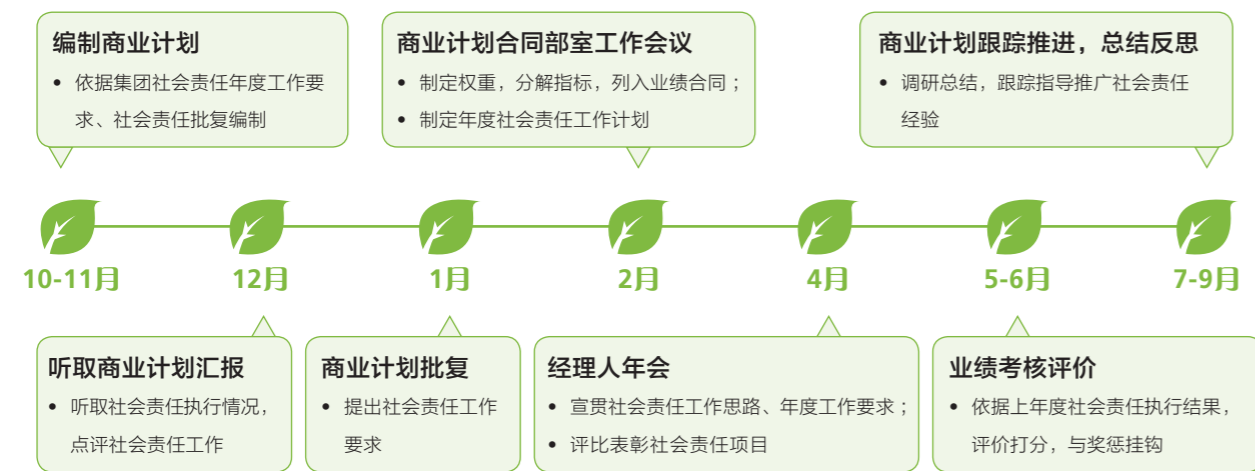 编制商业计划
• 依据集团社会责任年度工作要
求、社会责任批复编制
商业计划合同部室工作会议
• 制定权重，分解指标，列入业绩合同；
• 制定年度社会责任工作计划
商业计划跟踪推进，总结反思
• 调研总结，跟踪指导推广社会责任
经验
10-11月
12月
1月
2月
4月
5-6月
7-9月
听取商业计划汇报
• 听取社会责任执行情况，
点评社会责任工作
商业计划批复
• 提出社会责任工作
要求
经理人年会
• 宣贯社会责任工作思路、年度工作要求；
• 评比表彰社会责任项目
业绩考核评价
• 依据上年度社会责任执行结果，
评价打分，与奖惩挂钩